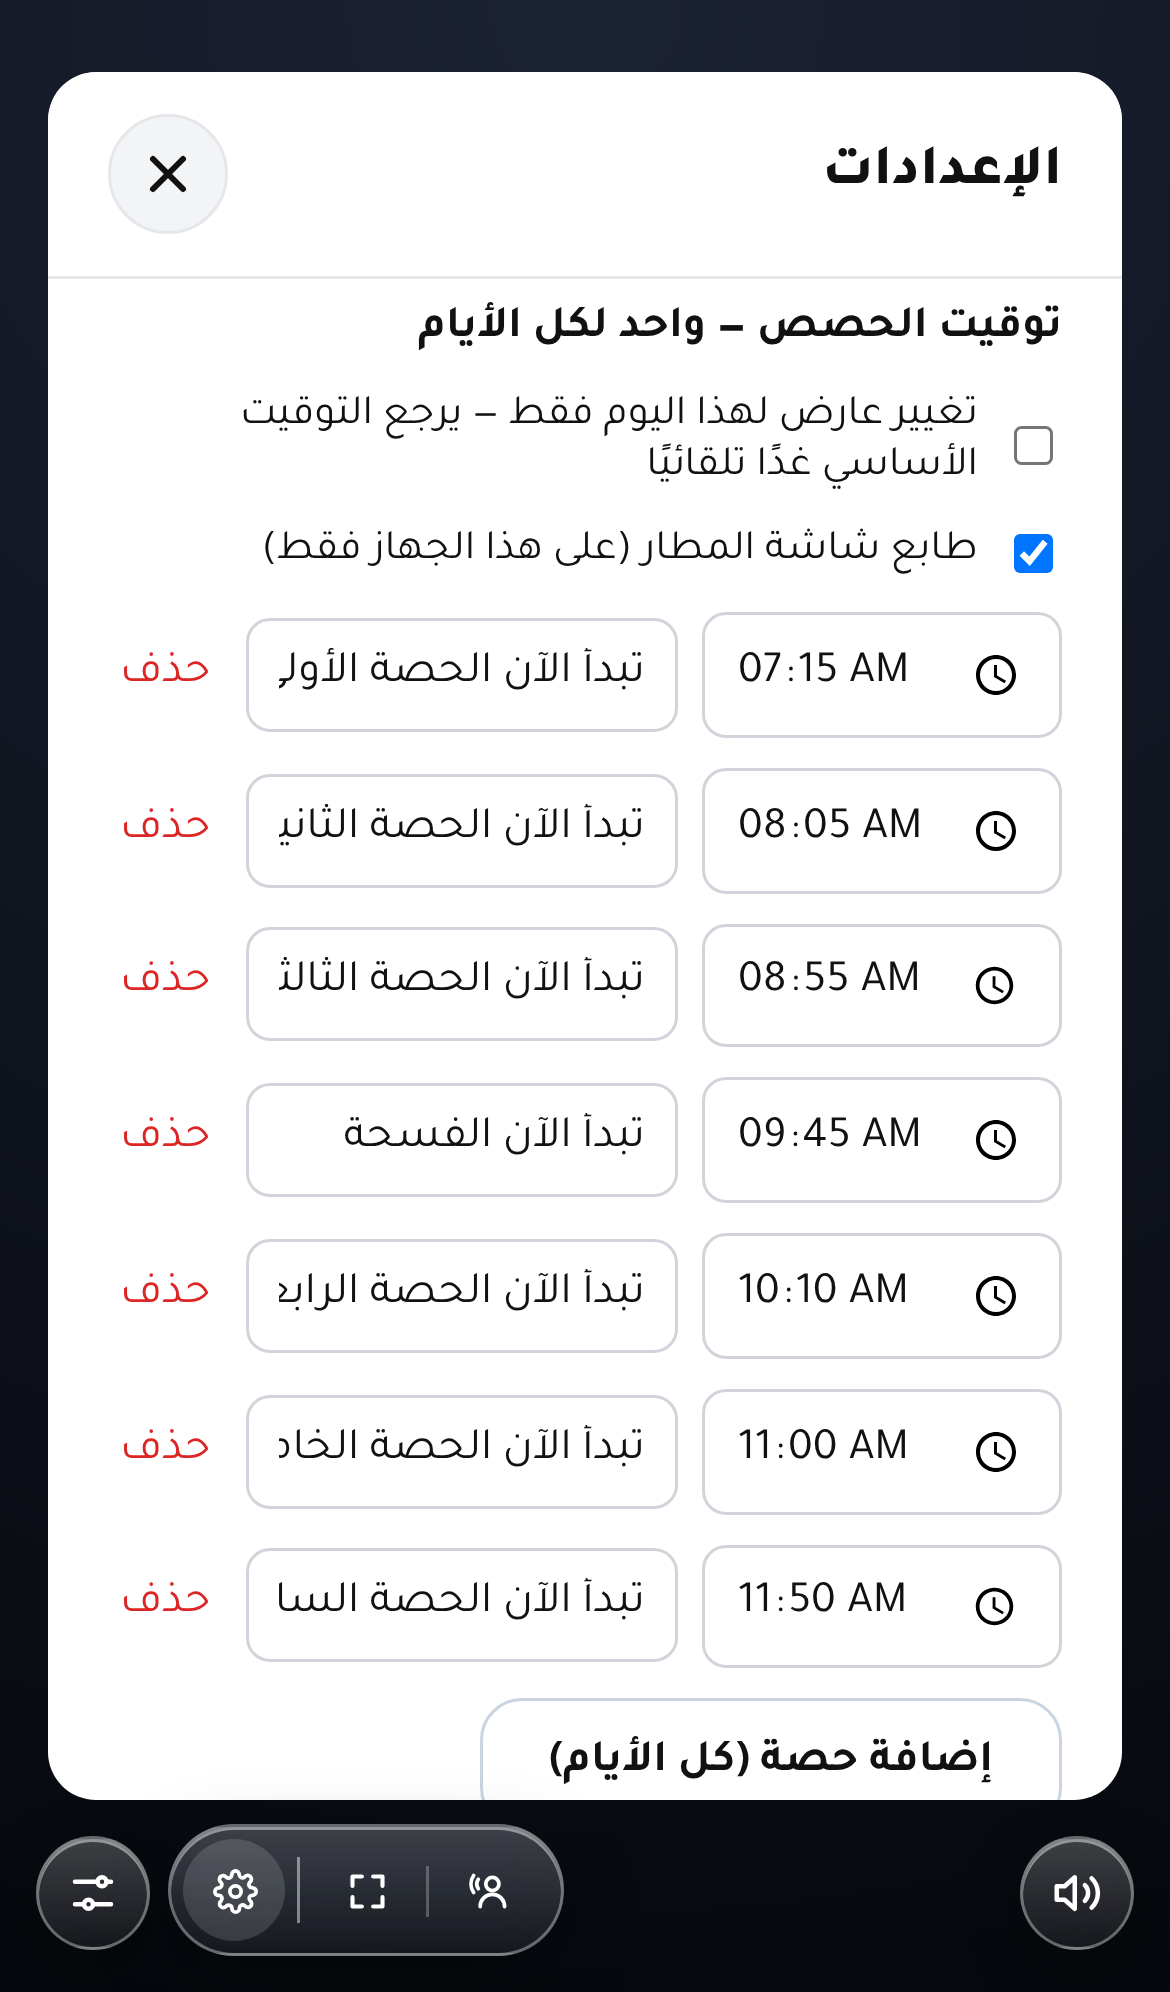 الإعدادات
توقيت الحصص – واحد لكل الأيام
تغيير عارض لهذا اليوم فقط – يرجع التوقيت
الأساسي غدًا تلقائيًا
طابع شاشة المطار (على هذا الجهاز فقط)
07:15 AM تبدأ الآن الحصة الأولى حذف
08:05 AM تبدأ الآن الحصة الثاني حذف
08:55 AM تبدأ الآن الحصة الثالث حذف
09:45 AM تبدأ الآن الفسحة حذف
10:10 AM تبدأ الآن الحصة الرابع حذف
11:00 AM تبدأ الآن الحصة الخام حذف
11:50 AM تبدأ الآن الحصة السا حذف
إضافة حصة (كل الأيام)